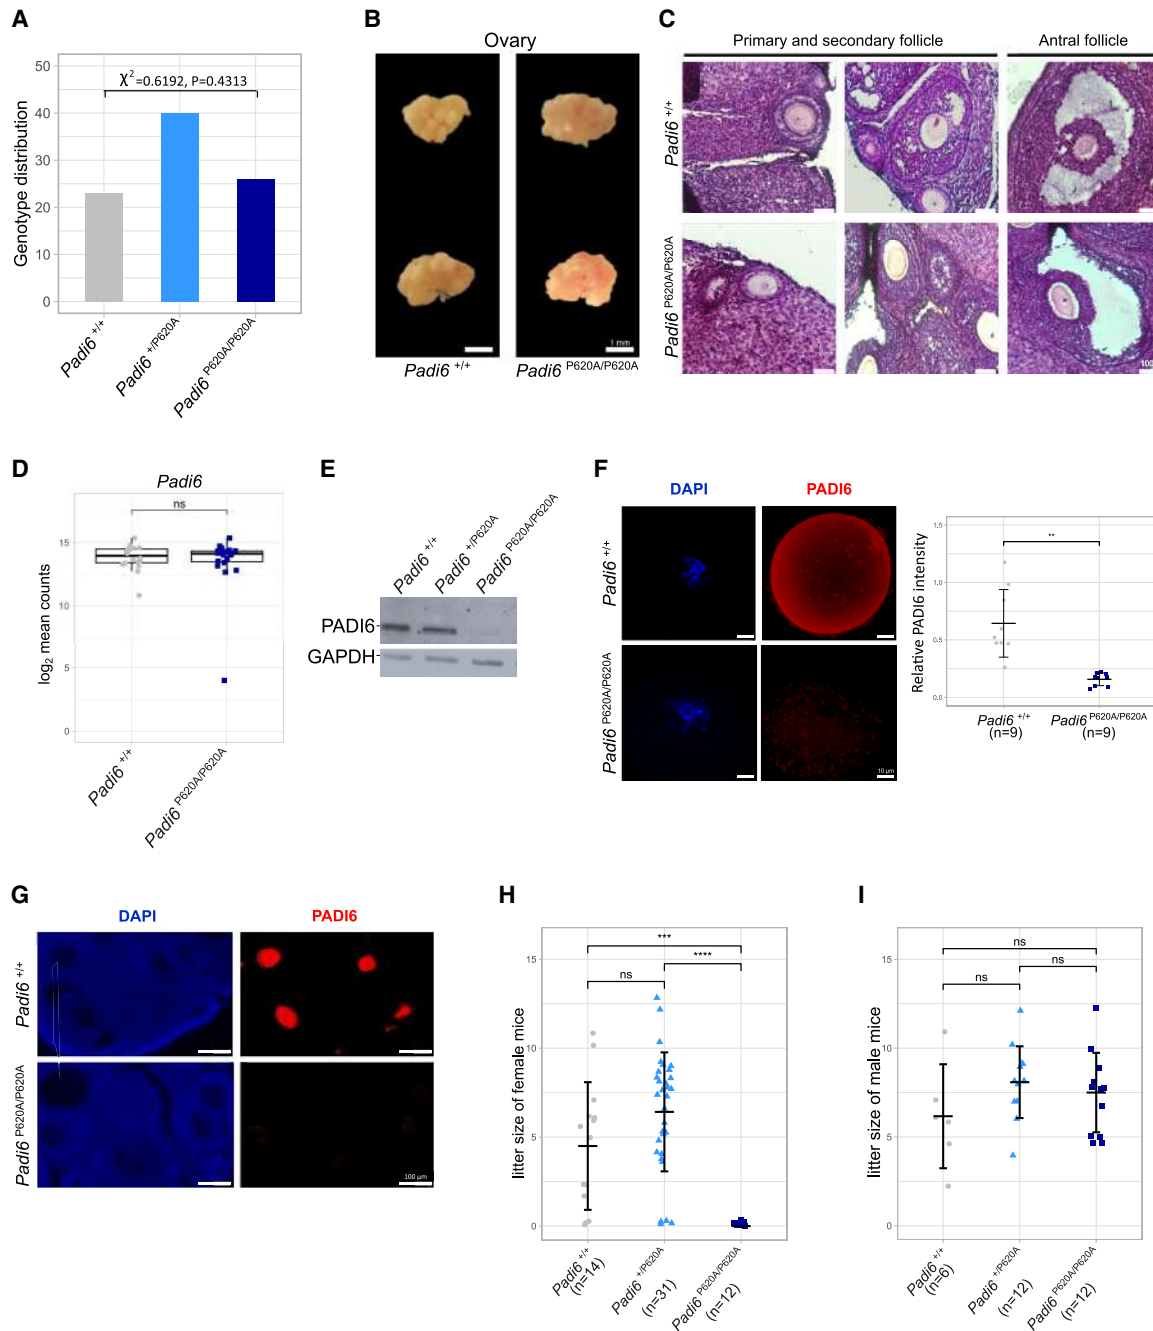 A
χ²=0.6192, P=0.4313
Genotype distribution
50
40
30
20
10
0
Padi6 +/+
Padi6 +/P620A
Padi6 P620A/P620A
B
Ovary
1 mm
Padi6 +/+
Padi6 P620A/P620A
C
Primary and secondary follicle
Antral follicle
Padi6 +/+
Padi6 P620A/P620A
100
D
Padi6
ns
log2 mean counts
15
10
5
0
Padi6 +/+
Padi6 P620A/P620A
E
Padi6 +/+
Padi6 +/P620A
Padi6 P620A/P620A
PADI6
GAPDH
F
DAPI
PADI6
Padi6 +/+
Padi6 P620A/P620A
10 µm
Relative PADI6 intensity
1.5
1.0
0.5
0.0
**
Padi6 +/+
(n=9)
Padi6 P620A/P620A
(n=9)
G
DAPI
PADI6
Padi6 +/+
Padi6 P620A/P620A
100 µm
H
litter size of female mice
15
10
5
0
***
ns
****
Padi6 +/+
(n=14)
Padi6 +/P620A
(n=31)
Padi6 P620A/P620A
(n=12)
I
litter size of male mice
15
10
5
0
ns
ns
ns
Padi6 +/+
(n=6)
Padi6 +/P620A
(n=12)
Padi6 P620A/P620A
(n=12)